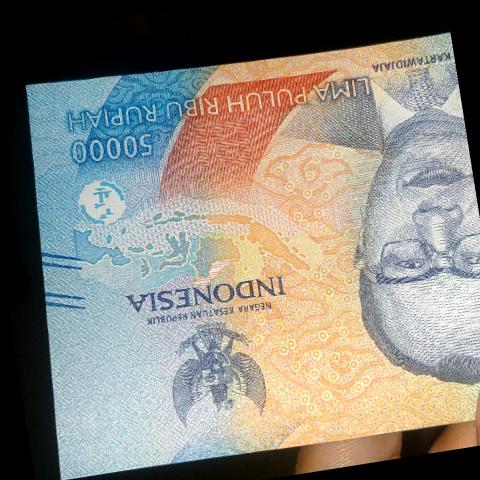 NEGARA KESATUAN REPUBLIK
INDONESIA
50000
LIMA PULUH RIBU RUPIAH
KARTAWIDJAJA